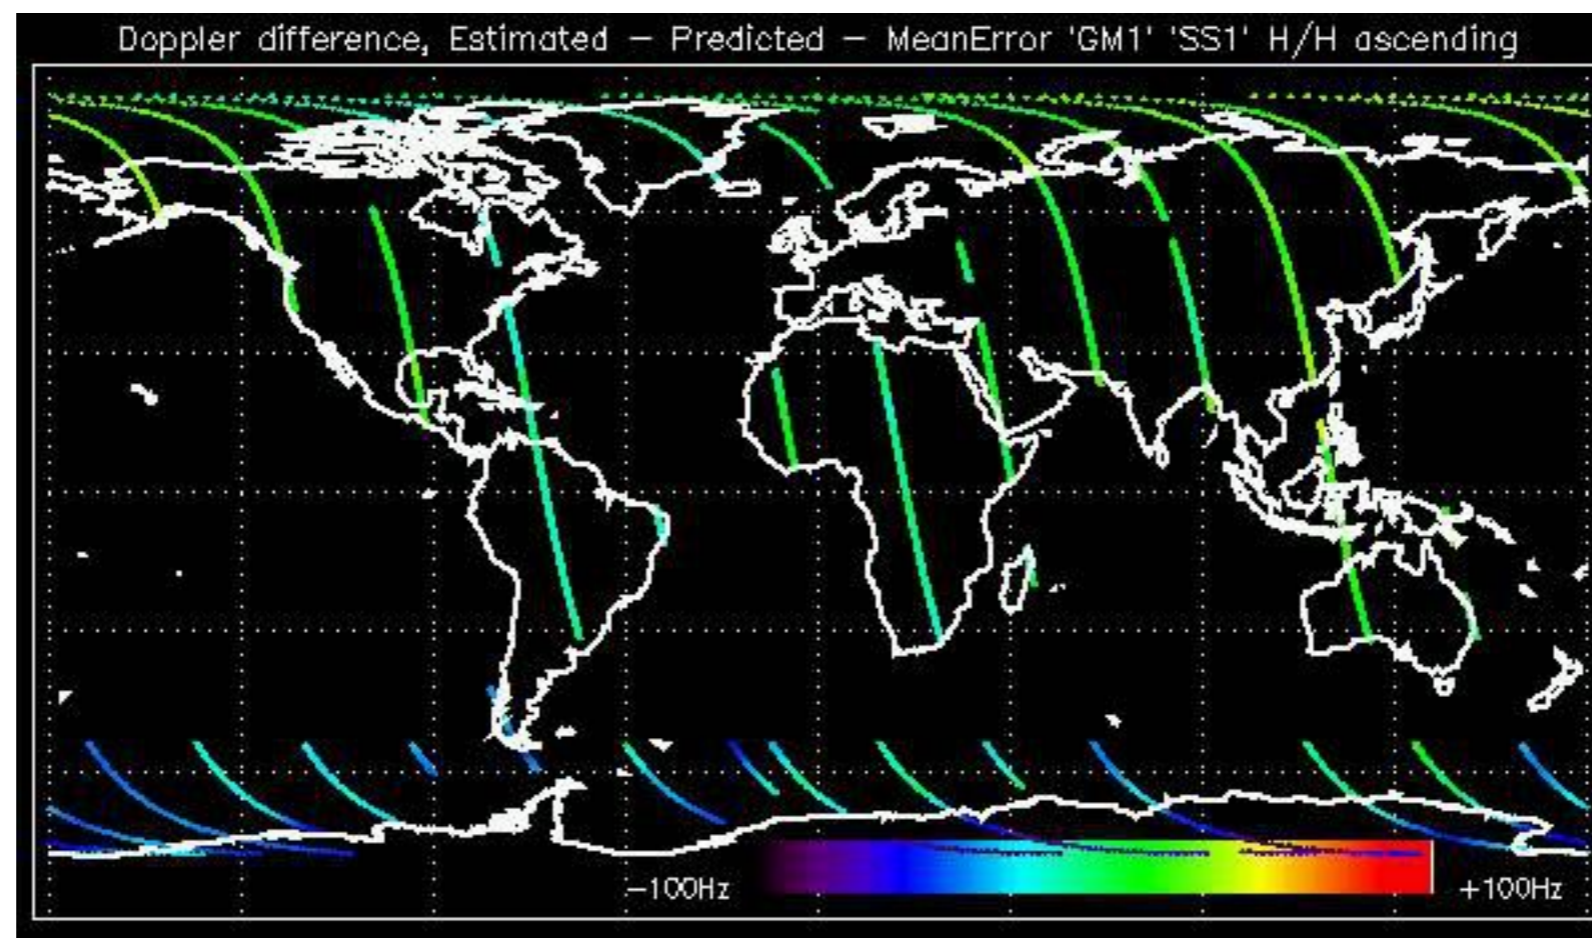 Doppler difference, Estimated − Predicted − MeanError 'GM1' 'SS1' H/H ascending
−100Hz
+100Hz